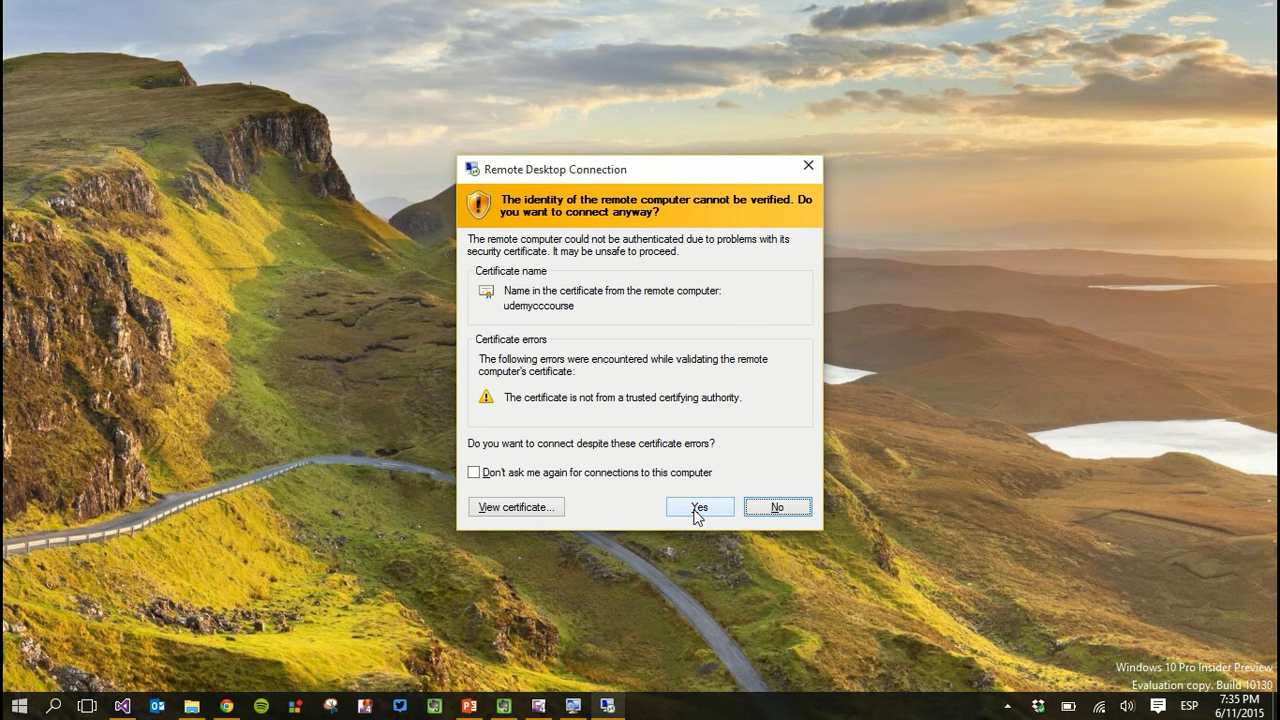 Remote Desktop Connection
The identity of the remote computer cannot be verified. Do
you want to connect anyway?
The remote computer could not be authenticated due to problems with its
security certificate. It may be unsafe to proceed.
Certificate name
Name in the certificate from the remote computer:
udemycccourse
Certificate errors
The following errors were encountered while validating the remote
computer's certificate:
The certificate is not from a trusted certifying authority.
Do you want to connect despite these certificate errors?
Don't ask me again for connections to this computer
View certificate... Yes No
Windows 10 Pro Insider Preview
Evaluation copy. Build 10130
ESP
7:35 PM
6/11/2015